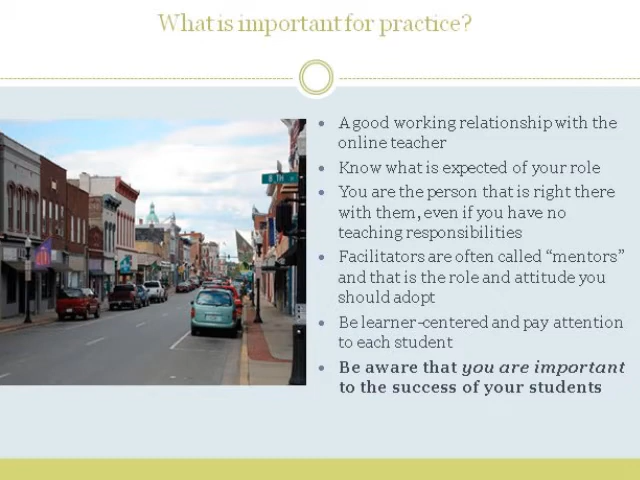 What is important for practice?
A good working relationship with the
online teacher
Know what is expected of your role
You are the person that is right there
with them, even if you have no
teaching responsibilities
Facilitators are often called “mentors”
and that is the role and attitude you
should adopt
Be learner-centered and pay attention
to each student
Be aware that you are important
to the success of your students
8 TH